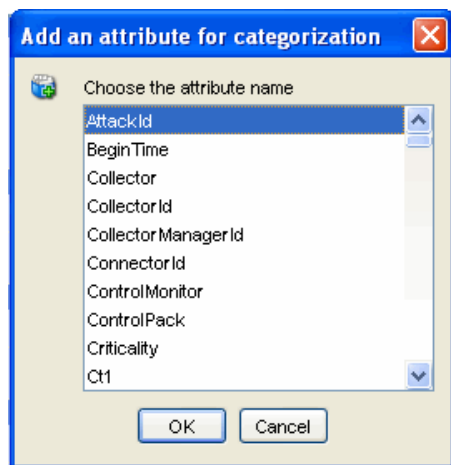 Add an attribute for categorization
Choose the attribute name
AttackId
BeginTime
Collector
CollectorId
CollectorManagerId
ConnectorId
ControlMonitor
ControlPack
Criticality
Ct1
OK
Cancel